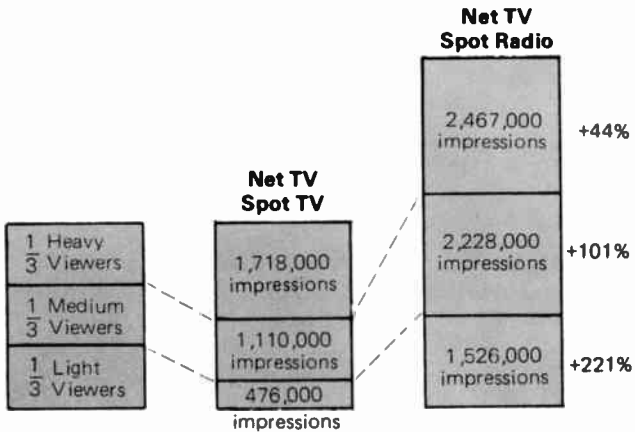 Net TV
Spot Radio
2,467,000
impressions
+44%
Net TV
Spot TV
1/3 Heavy
Viewers
1,718,000
impressions
2,228,000
impressions
+101%
1/3 Medium
Viewers
1,110,000
impressions
1/3 Light
Viewers
476,000
impressions
1,526,000
impressions
+221%